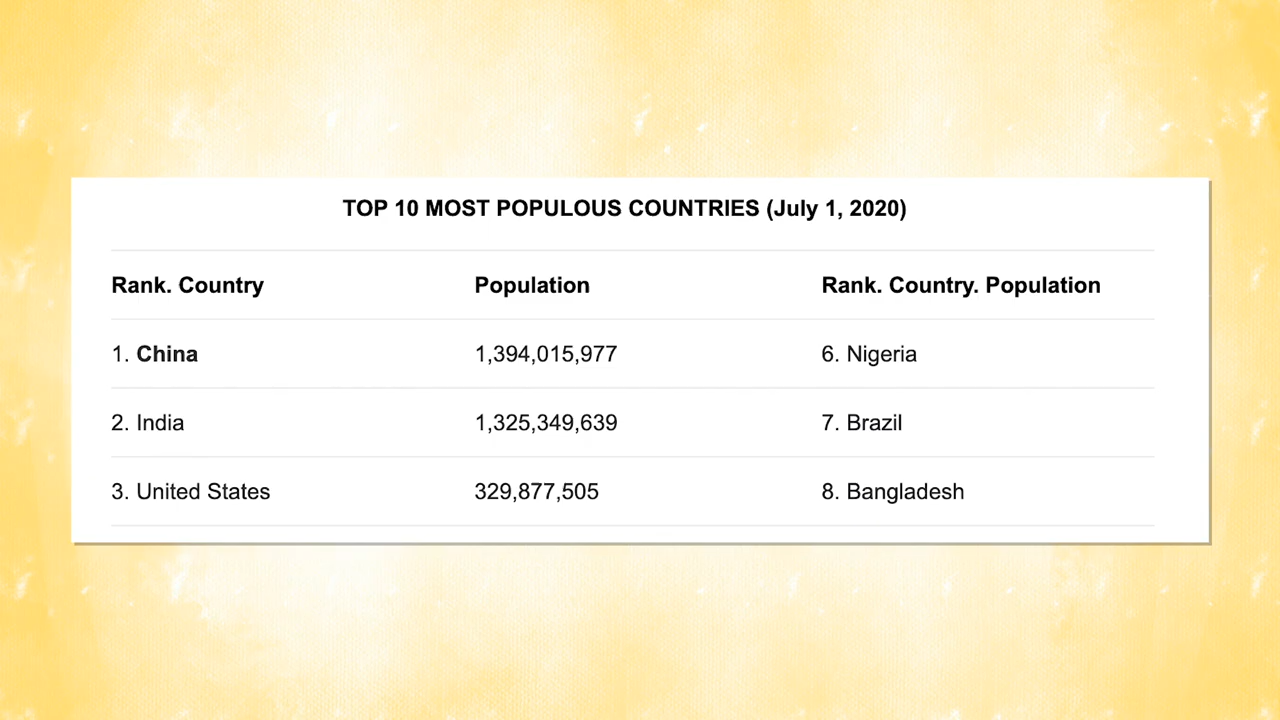 TOP 10 MOST POPULOUS COUNTRIES (July 1, 2020)
Rank. Country Population Rank. Country. Population
1. China 1,394,015,977 6. Nigeria
2. India 1,325,349,639 7. Brazil
3. United States 329,877,505 8. Bangladesh